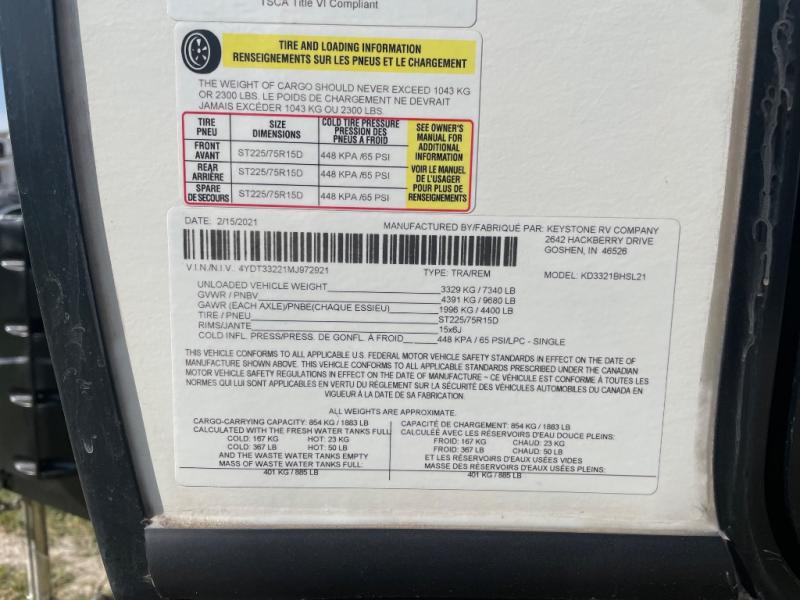 TSCA Title VI Compliant
TIRE AND LOADING INFORMATION
RENSEIGNEMENTS SUR LES PNEUS ET LE CHARGEMENT
THE WEIGHT OF CARGO SHOULD NEVER EXCEED 1043 KG
OR 2300 LBS. LE POIDS DE CHARGEMENT NE DEVRAIT
JAMAIS EXCÉDER 1043 KG OU 2300 LBS.
TIRE
PNEU
SIZE
DIMENSIONS
COLD TIRE PRESSURE
PRESSION DES
PNEUS A FROID
SEE OWNER'S
MANUAL FOR
ADDITIONAL
INFORMATION
VOIR LE MANUEL
DE L'USAGER
POUR PLUS DE
RENSEIGNEMENTS
FRONT
AVANT
ST225/75R15D
448 KPA /65 PSI
REAR
ARRIÈRE
ST225/75R15D
448 KPA /65 PSI
SPARE
DE SECOURS
ST225/75R15D
448 KPA /65 PSI
DATE: 2/15/2021
MANUFACTURED BY/FABRIQUÉ PAR: KEYSTONE RV COMPANY
2642 HACKBERRY DRIVE
GOSHEN, IN 46526
V.I.N./N.I.V.: 4YDT33221MJ972921
TYPE: TRA/REM
MODEL: KD3321BHSL21
UNLOADED VEHICLE WEIGHT 3329 KG / 7340 LB
GVWR / PNBV 4391 KG / 9680 LB
GAWR (EACH AXLE)/PNBE(CHAQUE ESSIEU) 1996 KG / 4400 LB
TIRE / PNEU ST225/75R15D
RIMS/JANTE 15x6J
COLD INFL. PRESS/PRESS. DE GONFL. À FROID 448 KPA / 65 PSI/LPC - SINGLE
THIS VEHICLE CONFORMS TO ALL APPLICABLE U.S. FEDERAL MOTOR VEHICLE SAFETY STANDARDS IN EFFECT ON THE DATE OF
MANUFACTURE SHOWN ABOVE. THIS VEHICLE CONFORMS TO ALL APPLICABLE STANDARDS PRESCRIBED UNDER THE CANADIAN
MOTOR VEHICLE SAFETY REGULATIONS IN EFFECT ON THE DATE OF MANUFACTURE ~ CE VÉHICULE EST CONFORME À TOUTES LES
NORMES QUI LUI SONT APPLICABLES EN VERTU DU RÈGLEMENT SUR LA SÉCURITÉ DES VÉHICULES AUTOMOBILES DU CANADA EN
VIGUEUR À LA DATE DE SA FABRICATION.
ALL WEIGHTS ARE APPROXIMATE.
CARGO-CARRYING CAPACITY: 854 KG / 1883 LB
CALCULATED WITH THE FRESH WATER TANKS FULL
COLD: 167 KG HOT: 23 KG
COLD: 367 LB HOT: 50 LB
AND THE WASTE WATER TANKS EMPTY
MASS OF WASTE WATER TANKS FULL:
401 KG / 885 LB
CAPACITÉ DE CHARGEMENT: 854 KG / 1883 LB
CALCULÉE AVEC LES RÉSERVOIRS D'EAU DOUCE PLEINS:
FROID: 167 KG CHAUD: 23 KG
FROID: 367 LB CHAUD: 50 LB
ET LES RÉSERVOIRS D'EAUX USÉES VIDES
MASSE DES RÉSERVOIRS D'EAUX USÉES PLEINS:
401 KG / 885 LB